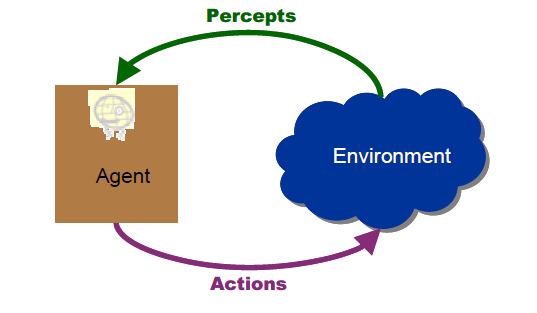 Percepts
Agent
Environment
Actions